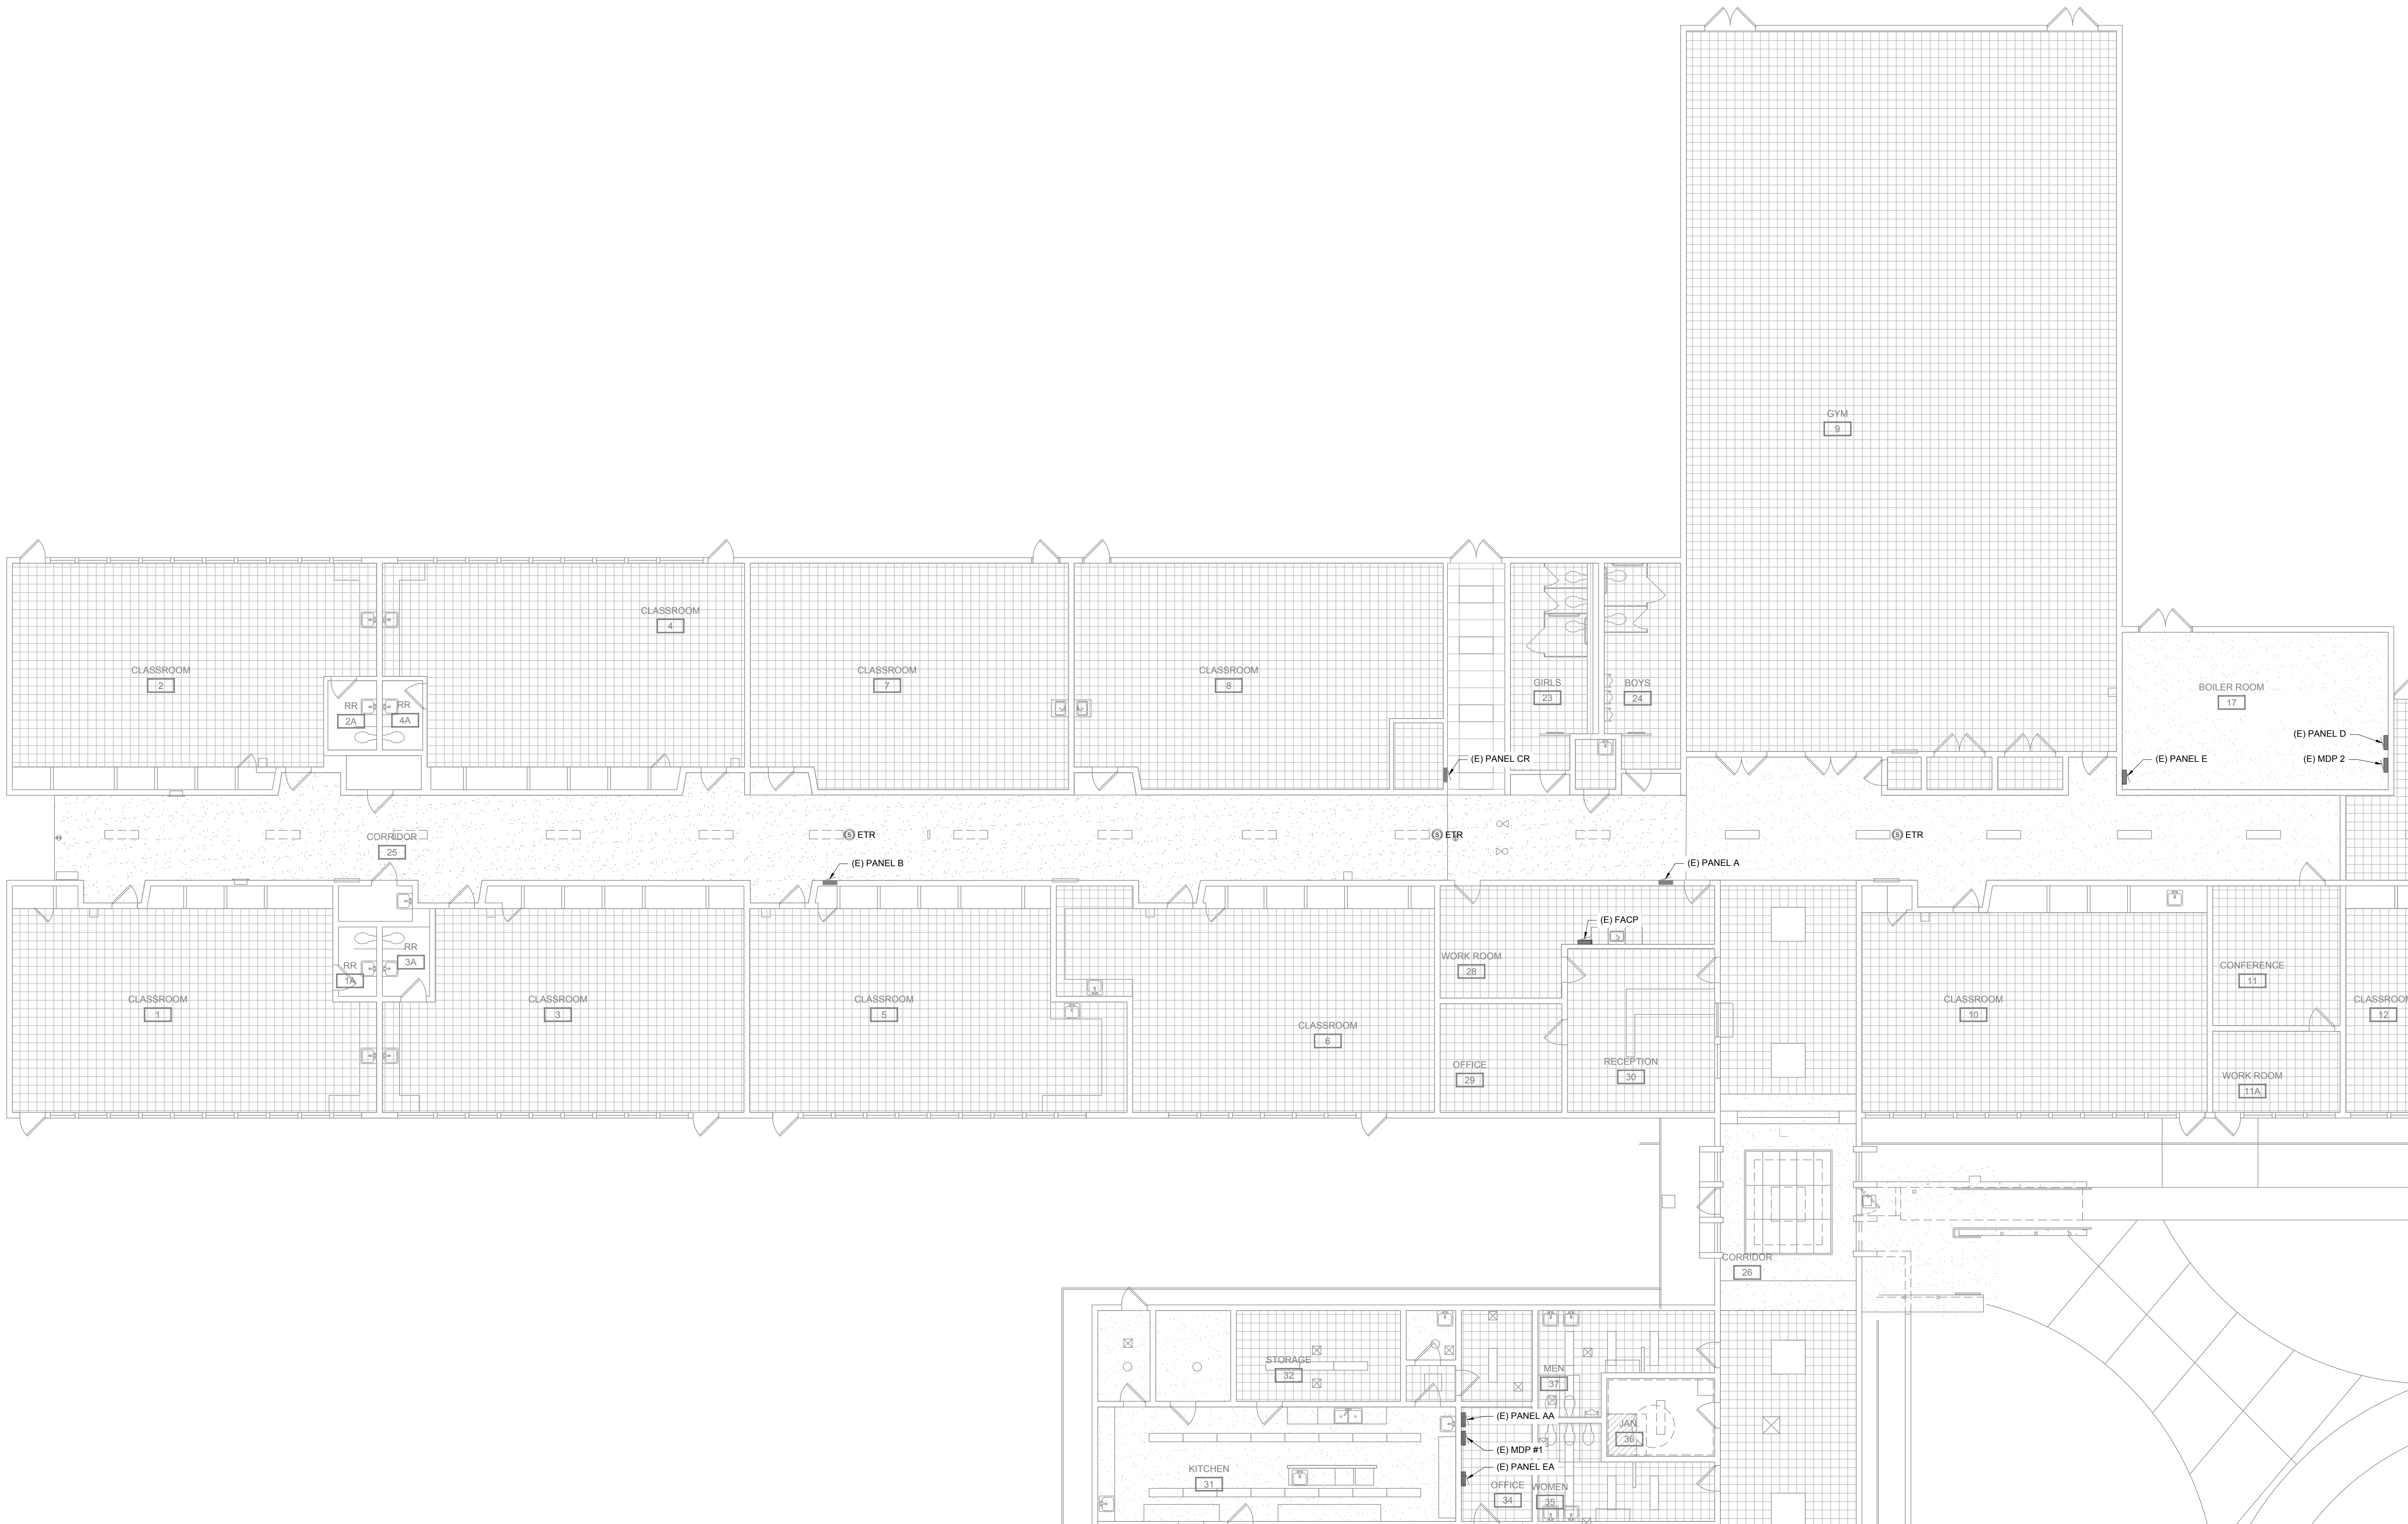 GYM
9
CLASSROOM
4
CLASSROOM
2
CLASSROOM
7
CLASSROOM
8
GIRLS
23
BOYS
24
BOILER ROOM
17
RR
2A
RR
4A
(E) PANEL D
(E) PANEL CR
(E) PANEL E
(E) MDP 2
CORRIDOR
25
S ETR
S ETR
S ETR
(E) PANEL B
(E) PANEL A
(E) FACP
RR
1A
RR
3A
WORK ROOM
28
CONFERENCE
11
CLASSROOM
1
CLASSROOM
3
CLASSROOM
5
CLASSROOM
6
CLASSROOM
10
CLASSROOM
12
OFFICE
29
RECEPTION
30
WORK ROOM
11A
CORRIDOR
26
STORAGE
32
MEN
37
(E) PANEL AA
JAN.
36
(E) MDP #1
KITCHEN
31
(E) PANEL EA
OFFICE
34
WOMEN
35